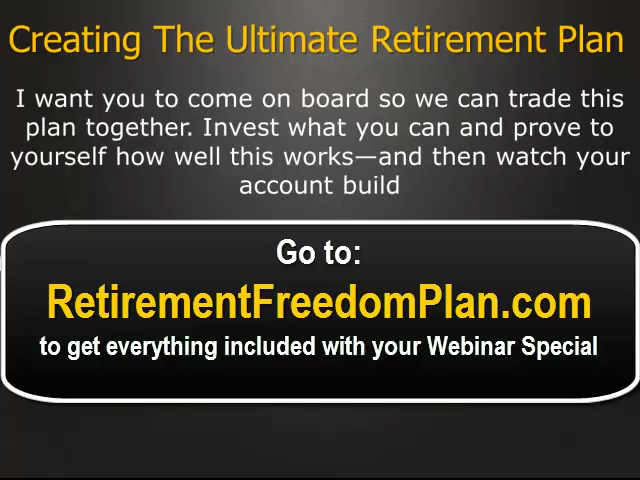 Creating The Ultimate Retirement Plan
I want you to come on board so we can trade this
plan together. Invest what you can and prove to
yourself how well this works—and then watch your
account build
Go to:
RetirementFreedomPlan.com
to get everything included with your Webinar Special